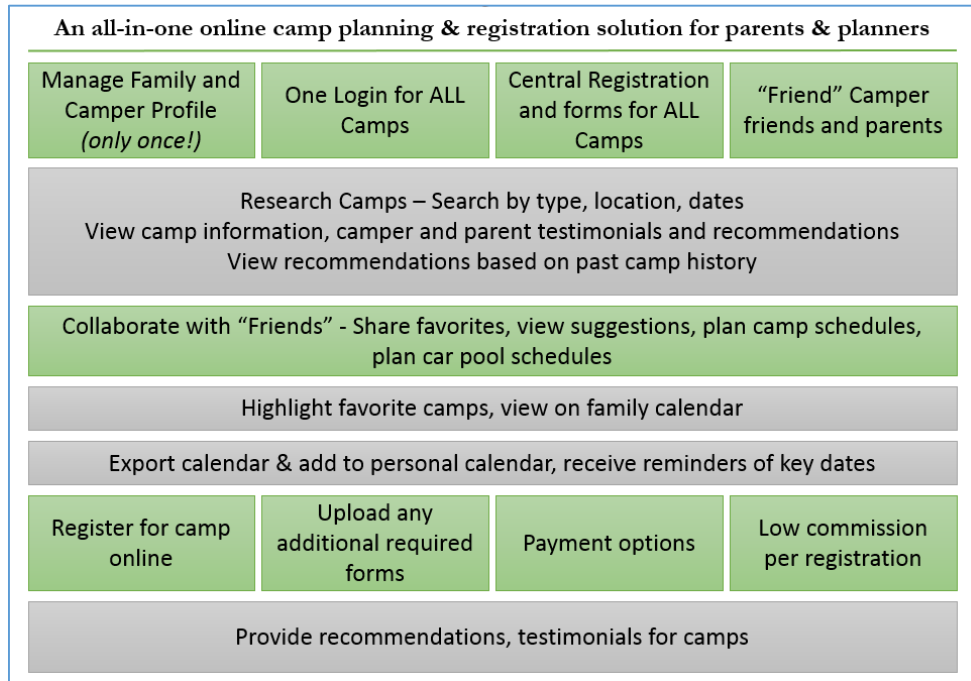 An all-in-one online camp planning & registration solution for parents & planners
Manage Family and
Camper Profile
(only once!)
One Login for ALL
Camps
Central Registration
and forms for ALL
Camps
“Friend” Camper
friends and parents
Research Camps – Search by type, location, dates
View camp information, camper and parent testimonials and recommendations
View recommendations based on past camp history
Collaborate with “Friends” - Share favorites, view suggestions, plan camp schedules,
plan car pool schedules
Highlight favorite camps, view on family calendar
Export calendar & add to personal calendar, receive reminders of key dates
Register for camp
online
Upload any
additional required
forms
Payment options
Low commission
per registration
Provide recommendations, testimonials for camps